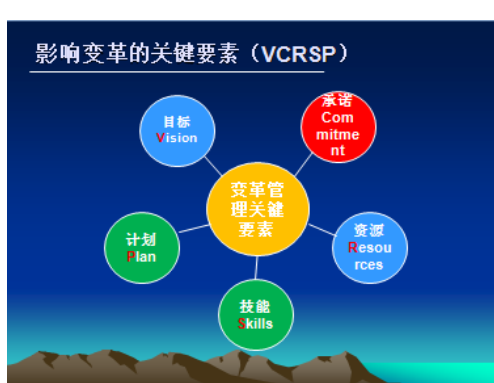 影响变革的关键要素（VCRSP）
目标
Vision
承诺
Com
mitme
nt
变革管
理关键
要素
计划
Plan
资源
Resou
rces
技能
Skills